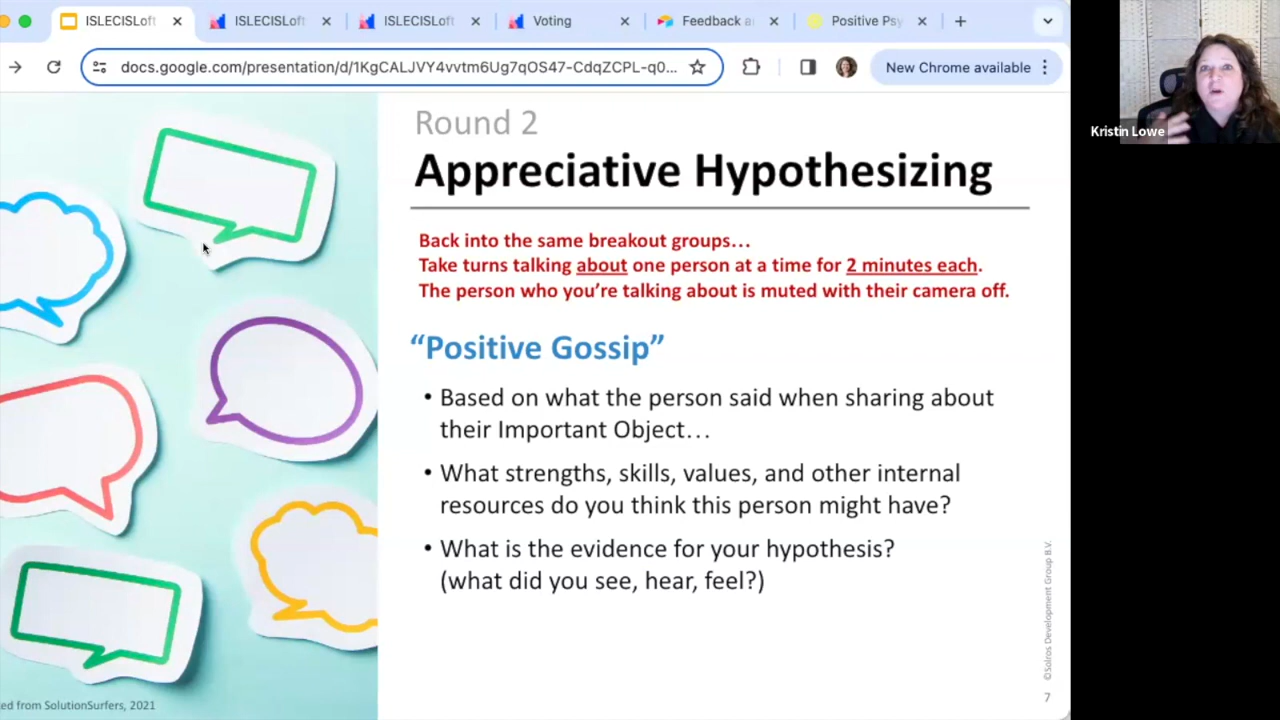 ISLECISLoft
ISLECISLoft
ISLECISLoft
Voting
Feedback a
Positive Psy
docs.google.com/presentation/d/1KgCALJVY4vvtm6Ug7qOS47-CdqZCPL-q0...
New Chrome available
Kristin Lowe
Round 2
Appreciative Hypothesizing
Back into the same breakout groups…
Take turns talking about one person at a time for 2 minutes each.
The person who you’re talking about is muted with their camera off.
“Positive Gossip”
• Based on what the person said when sharing about
their Important Object…
• What strengths, skills, values, and other internal
resources do you think this person might have?
• What is the evidence for your hypothesis?
(what did you see, hear, feel?)
©Solros Development Group B.V.
7
ed from SolutionSurfers, 2021